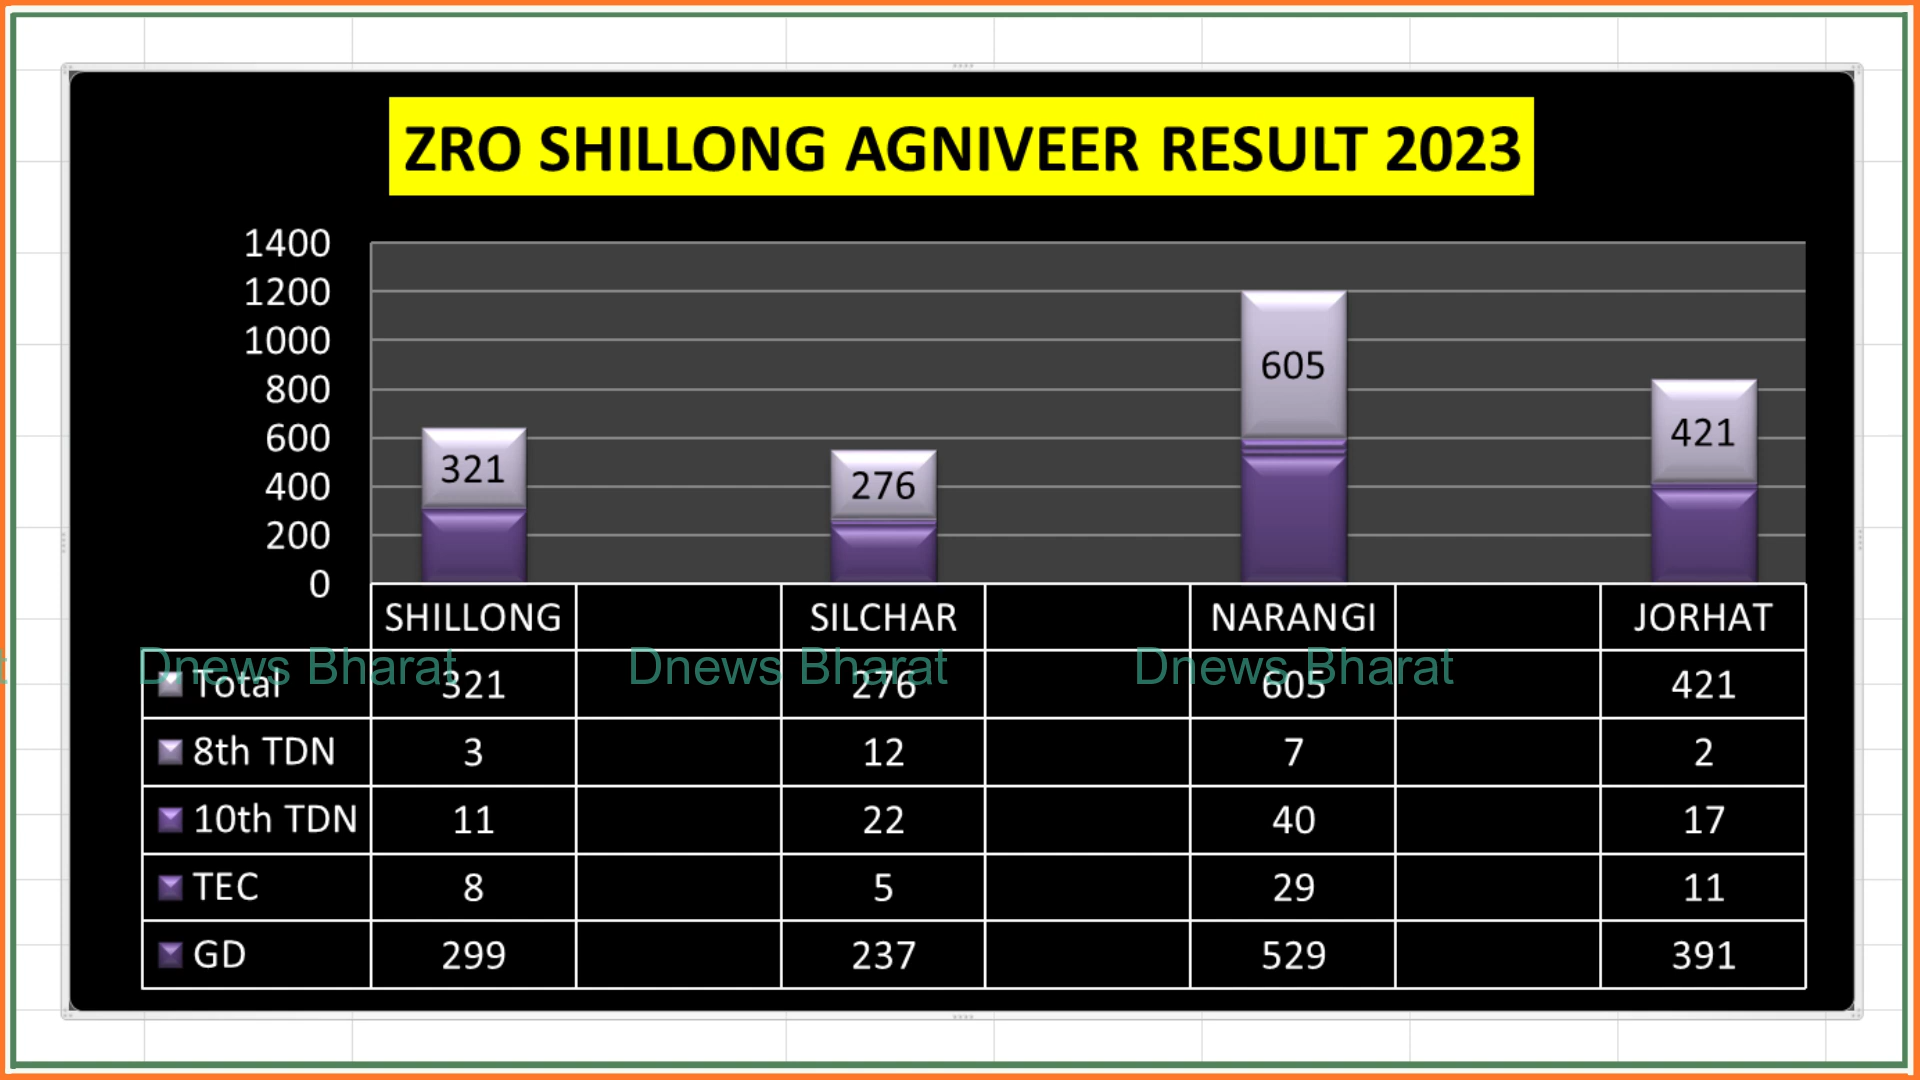 ZRO SHILLONG AGNIVEER RESULT 2023
1400
1200
1000
800
600
400
200
0
321
276
605
421
SHILLONG SILCHAR NARANGI JORHAT
Dnews Bharat Dnews Bharat Dnews Bharat
Total 321 276 605 421
8th TDN 3 12 7 2
10th TDN 11 22 40 17
TEC 8 5 29 11
GD 299 237 529 391